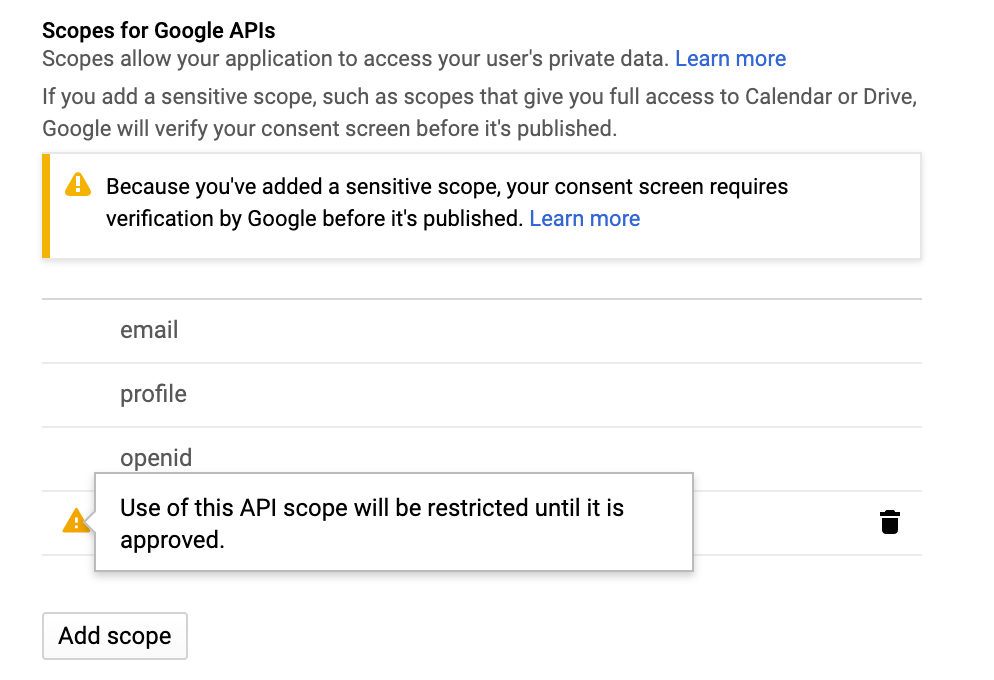 Scopes for Google APIs
Scopes allow your application to access your user's private data. Learn more
If you add a sensitive scope, such as scopes that give you full access to Calendar or Drive,
Google will verify your consent screen before it's published.
Because you've added a sensitive scope, your consent screen requires
verification by Google before it's published. Learn more
email
profile
openid
Use of this API scope will be restricted until it is
approved.
Add scope